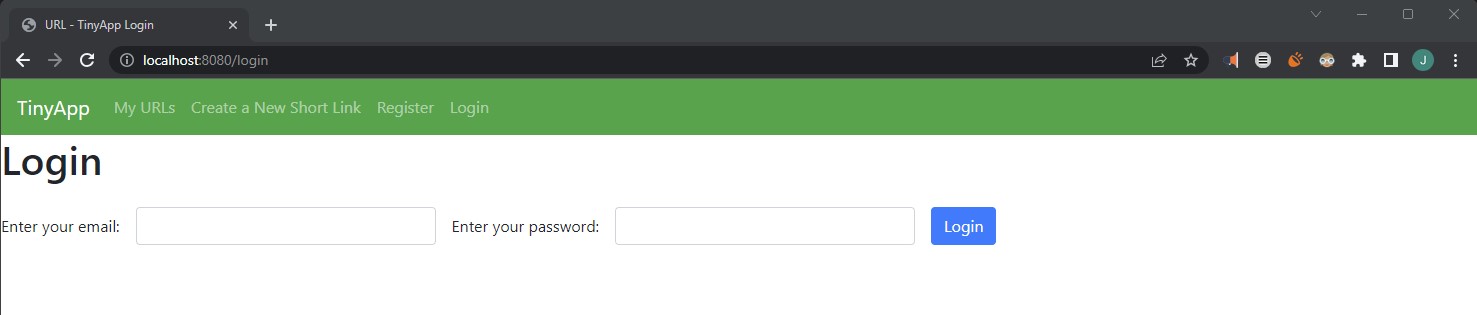 URL - TinyApp Login
localhost:8080/login
J
TinyApp My URLs Create a New Short Link Register Login
Login
Enter your email: Enter your password: Login